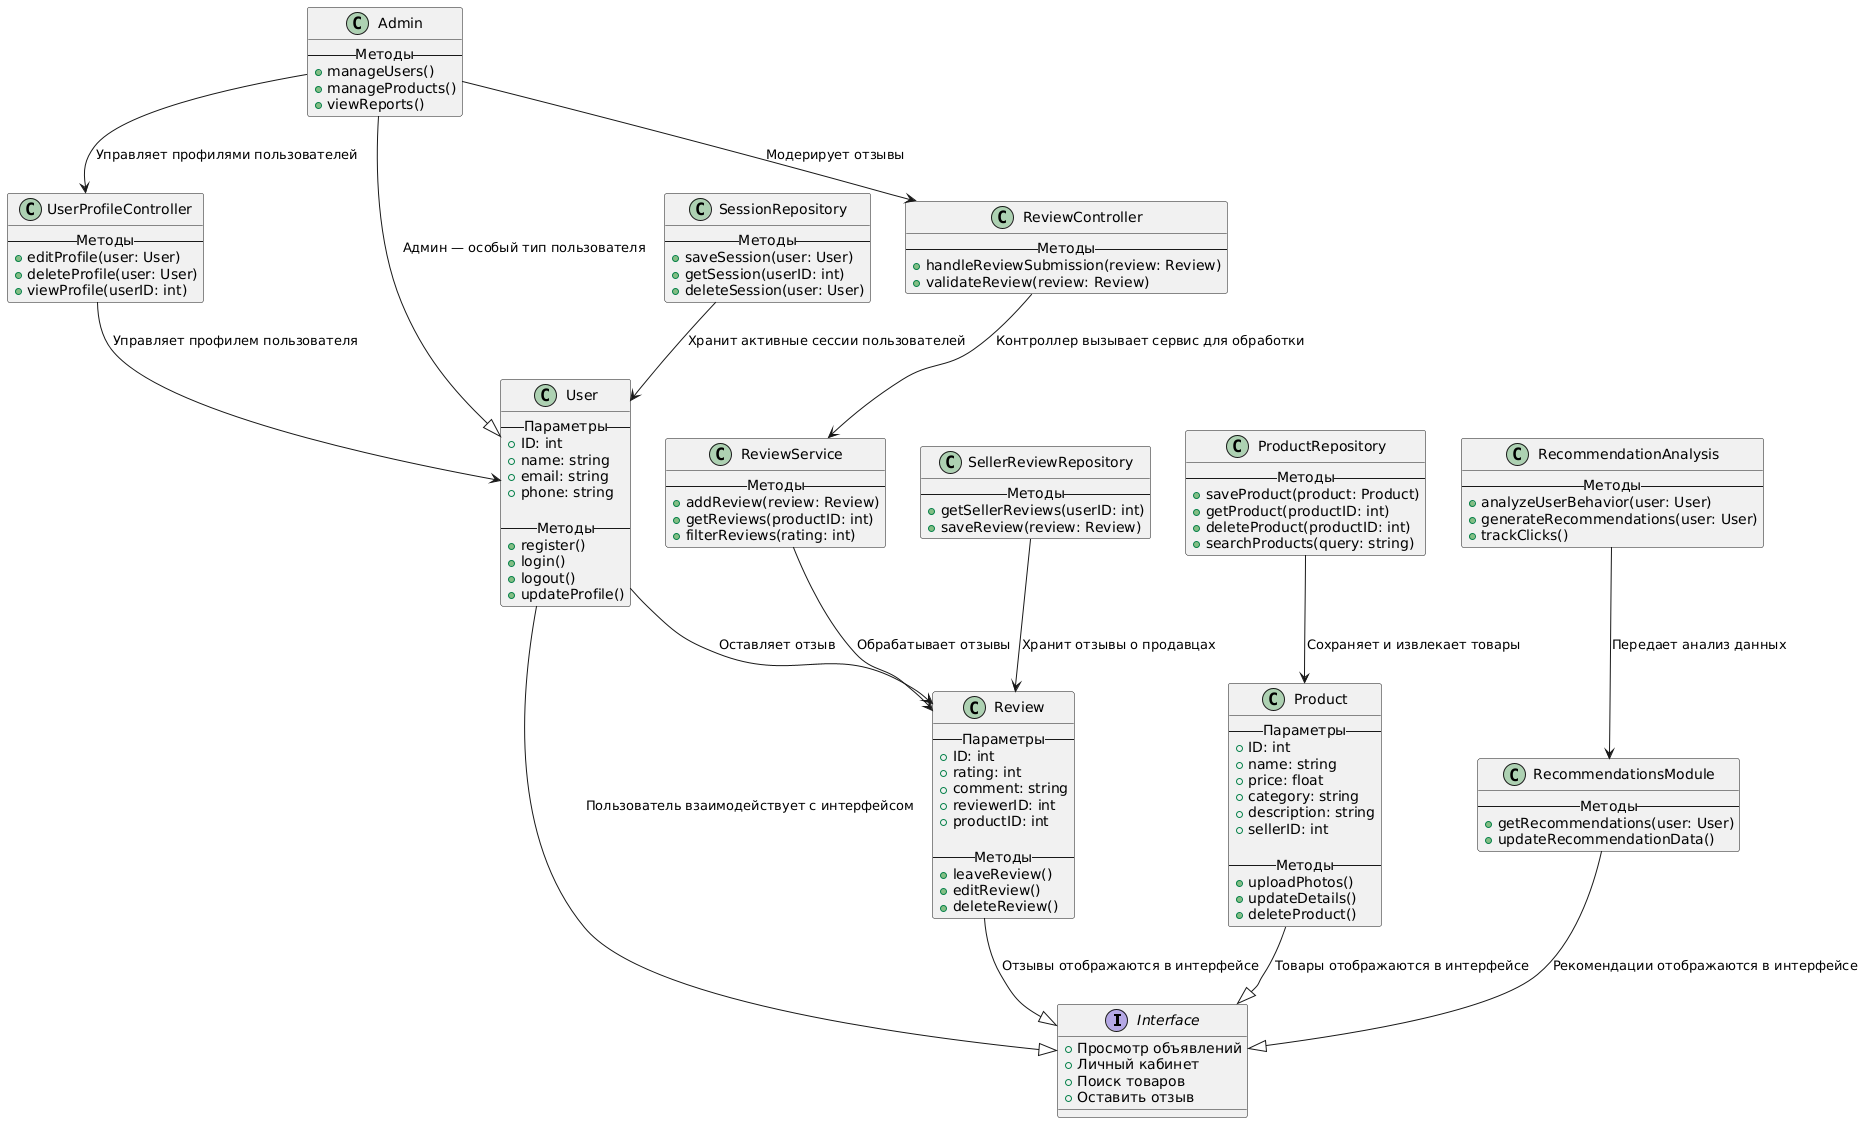 C Admin
Методы
manageUsers()
manageProducts()
viewReports()
Управляет профилями пользователей
Модерирует отзывы
C UserProfileController
Методы
editProfile(user: User)
deleteProfile(user: User)
viewProfile(userID: int)
Админ — особый тип пользователя
C SessionRepository
Методы
saveSession(user: User)
getSession(userID: int)
deleteSession(user: User)
C ReviewController
Методы
handleReviewSubmission(review: Review)
validateReview(review: Review)
Управляет профилем пользователя
Хранит активные сессии пользователей
Контроллер вызывает сервис для обработки
C User
Параметры
ID: int
name: string
email: string
phone: string
Методы
register()
login()
logout()
updateProfile()
C ReviewService
Методы
addReview(review: Review)
getReviews(productID: int)
filterReviews(rating: int)
C SellerReviewRepository
Методы
getSellerReviews(userID: int)
saveReview(review: Review)
C ProductRepository
Методы
saveProduct(product: Product)
getProduct(productID: int)
deleteProduct(productID: int)
searchProducts(query: string)
C RecommendationAnalysis
Методы
analyzeUserBehavior(user: User)
generateRecommendations(user: User)
trackClicks()
Оставляет отзыв
Обрабатывает отзывы
Хранит отзывы о продавцах
Сохраняет и извлекает товары
Передает анализ данных
Пользователь взаимодействует с интерфейсом
C Review
Параметры
ID: int
rating: int
comment: string
reviewerID: int
productID: int
Методы
leaveReview()
editReview()
deleteReview()
C Product
Параметры
ID: int
name: string
price: float
category: string
description: string
sellerID: int
Методы
uploadPhotos()
updateDetails()
deleteProduct()
C RecommendationsModule
Методы
getRecommendations(user: User)
updateRecommendationData()
Отзывы отображаются в интерфейсе
Товары отображаются в интерфейсе
Рекомендации отображаются в интерфейсе
I Interface
Просмотр объявлений
Личный кабинет
Поиск товаров
Оставить отзыв